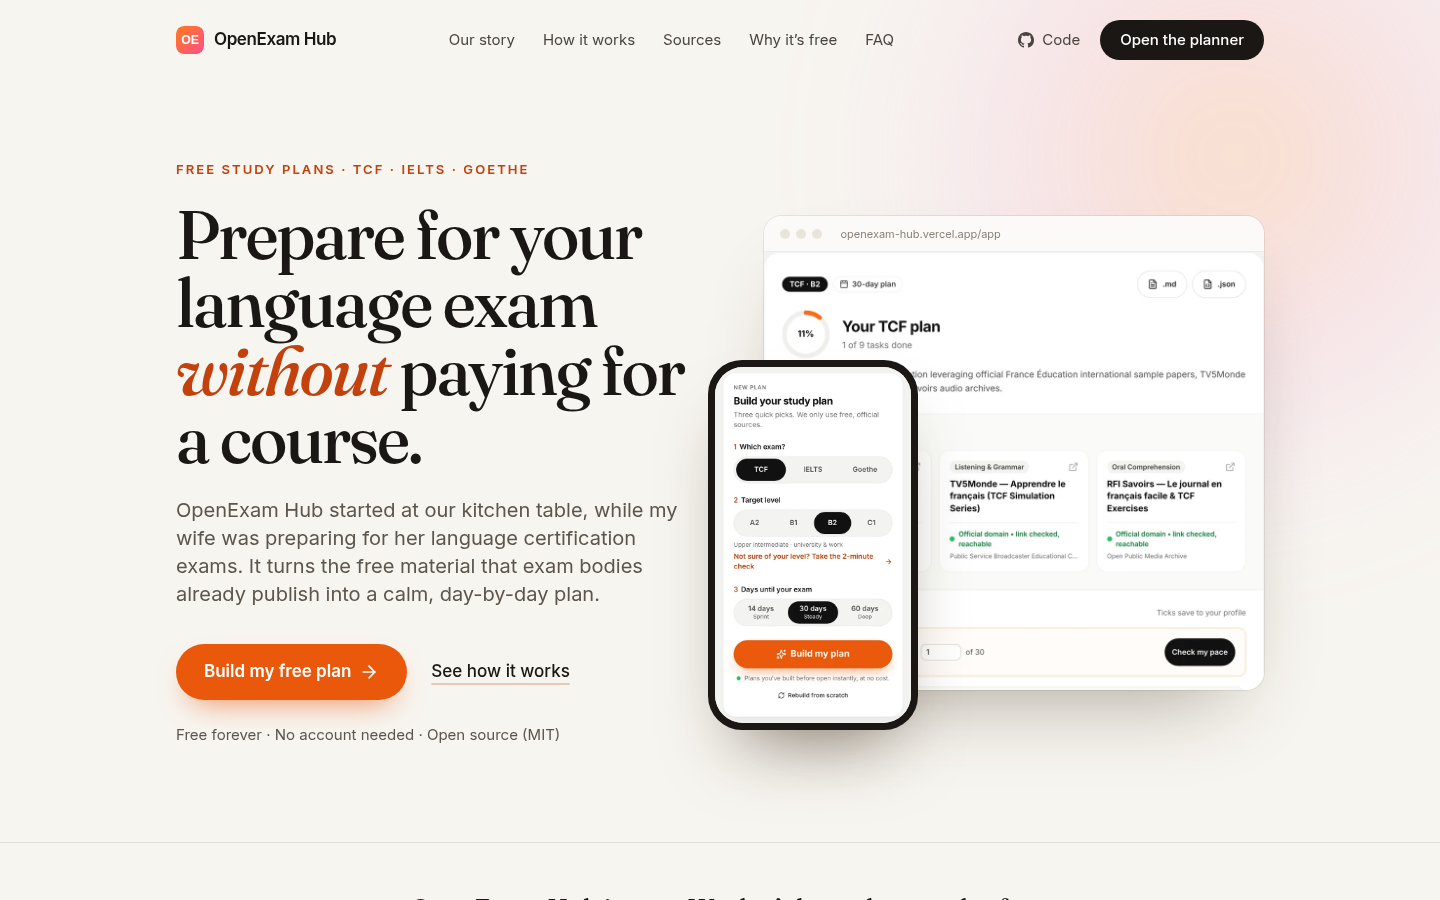 OE OpenExam Hub
Our story
How it works
Sources
Why it's free
FAQ
Code
Open the planner
FREE STUDY PLANS · TCF · IELTS · GOETHE
Prepare for your
language exam
without paying for
a course.
OpenExam Hub started at our kitchen table, while my
wife was preparing for her language certification
exams. It turns the free material that exam bodies
already publish into a calm, day-by-day plan.
Build my free plan →
See how it works
Free forever · No account needed · Open source (MIT)
openexam-hub.vercel.app/app
TCF · B2
30-day plan
.md
.json
11%
Your TCF plan
1 of 9 tasks done
leveraging official France Éducation international sample papers, TV5Monde
audio archives.
Listening & Grammar
TV5Monde — Apprendre le
français (TCF Simulation
Series)
Official domain • link checked,
reachable
Public Service Broadcaster Educational C...
Oral Comprehension
RFI Savoirs — Le journal en
français facile & TCF
Exercises
Official domain • link checked,
reachable
Open Public Media Archive
Ticks save to your profile
1 of 30
Check my pace
NEW PLAN
Build your study plan
Three quick picks. We only use free, official
sources.
1 Which exam?
TCF IELTS Goethe
2 Target level
A2 B1 B2 C1
Upper intermediate · university & work
Not sure of your level? Take the 2-minute
check →
3 Days until your exam
14 days 30 days 60 days
Sprint Steady Deep
Build my plan
Plans you've built before open instantly, at no cost.
Rebuild from scratch